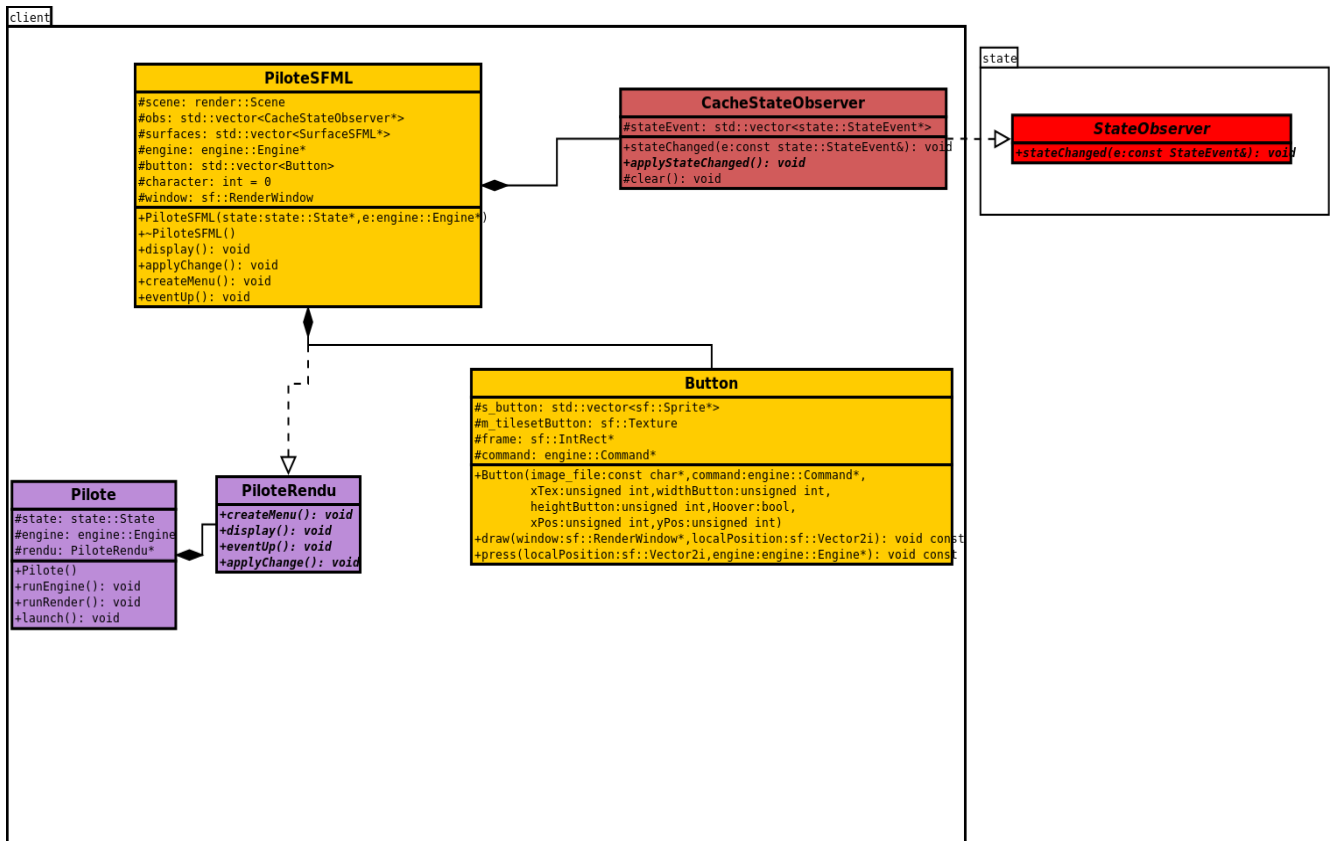 client
PiloteSFML
#scene: render::Scene
#obs: std::vector<CacheStateObserver*>
#surfaces: std::vector<SurfaceSFML*>
#engine: engine::Engine*
#button: std::vector<Button>
#character: int = 0
#window: sf::RenderWindow
+PiloteSFML(state:state::State*,e:engine::Engine*)
+~PiloteSFML()
+display(): void
+applyChange(): void
+createMenu(): void
+eventUp(): void
CacheStateObserver
#stateEvent: std::vector<state::StateEvent*>
+stateChanged(e:const state::StateEvent&): void
+applyStateChanged(): void
#clear(): void
state
StateObserver
+stateChanged(e:const StateEvent&): void
Button
#s_button: std::vector<sf::Sprite*>
#m_tilesetButton: sf::Texture
#frame: sf::IntRect*
#command: engine::Command*
+Button(image_file:const char*,command:engine::Command*,
xTex:unsigned int,widthButton:unsigned int,
heightButton:unsigned int,Hoover:bool,
xPos:unsigned int,yPos:unsigned int)
+draw(window:sf::RenderWindow*,localPosition:sf::Vector2i): void const
+press(localPosition:sf::Vector2i,engine:engine::Engine*): void const
Pilote
#state: state::State
#engine: engine::Engine
#rendu: PiloteRendu*
+Pilote()
+runEngine(): void
+runRender(): void
+launch(): void
PiloteRendu
+createMenu(): void
+display(): void
+eventUp(): void
+applyChange(): void